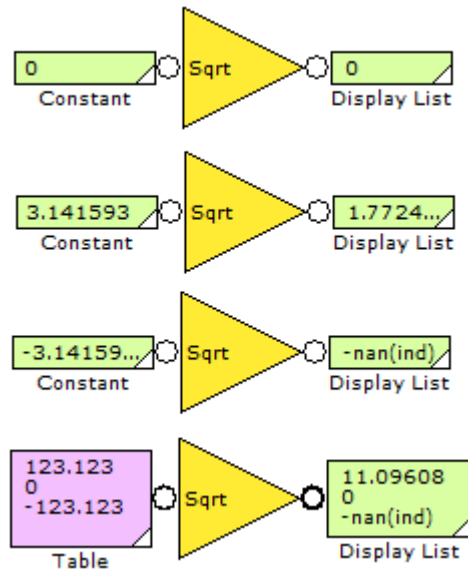 0 Sqrt 0
Constant Display List
3.141593 Sqrt 1.7724...
Constant Display List
-3.14159... Sqrt -nan(ind)
Constant Display List
123.123
0
-123.123
Sqrt
11.09608
0
-nan(ind)
Table Display List